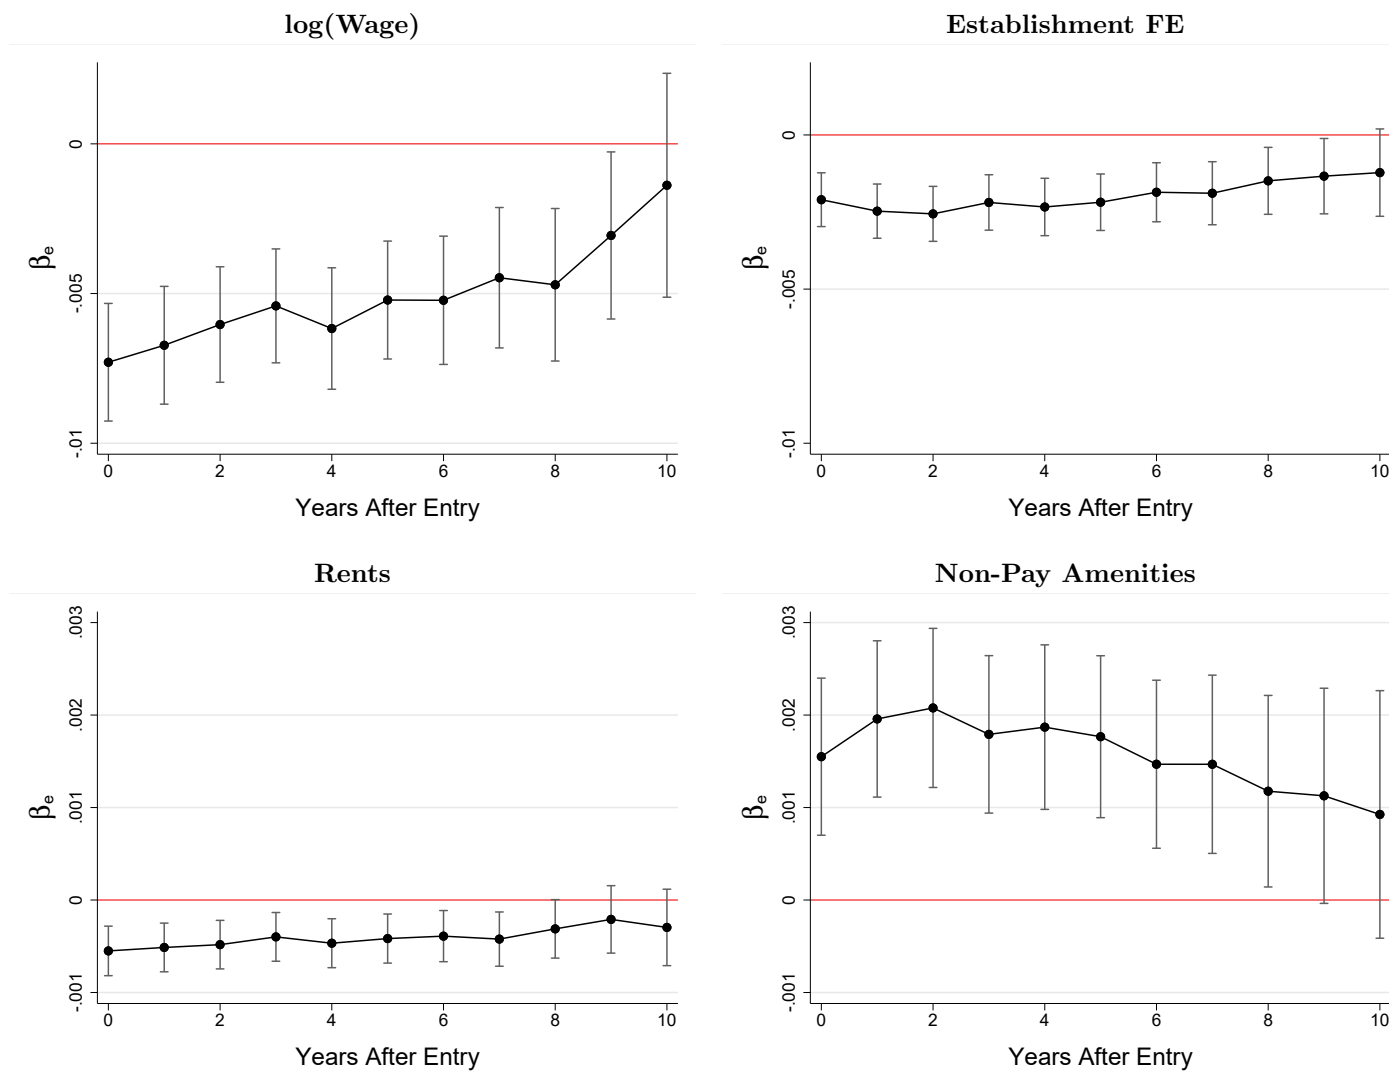 log(Wage)
0
-.005
-.01
βe
0 2 4 6 8 10
Years After Entry
Establishment FE
0
-.005
-.01
βe
0 2 4 6 8 10
Years After Entry
Rents
.003
.002
.001
0
-.001
βe
0 2 4 6 8 10
Years After Entry
Non-Pay Amenities
.003
.002
.001
0
-.001
βe
0 2 4 6 8 10
Years After Entry